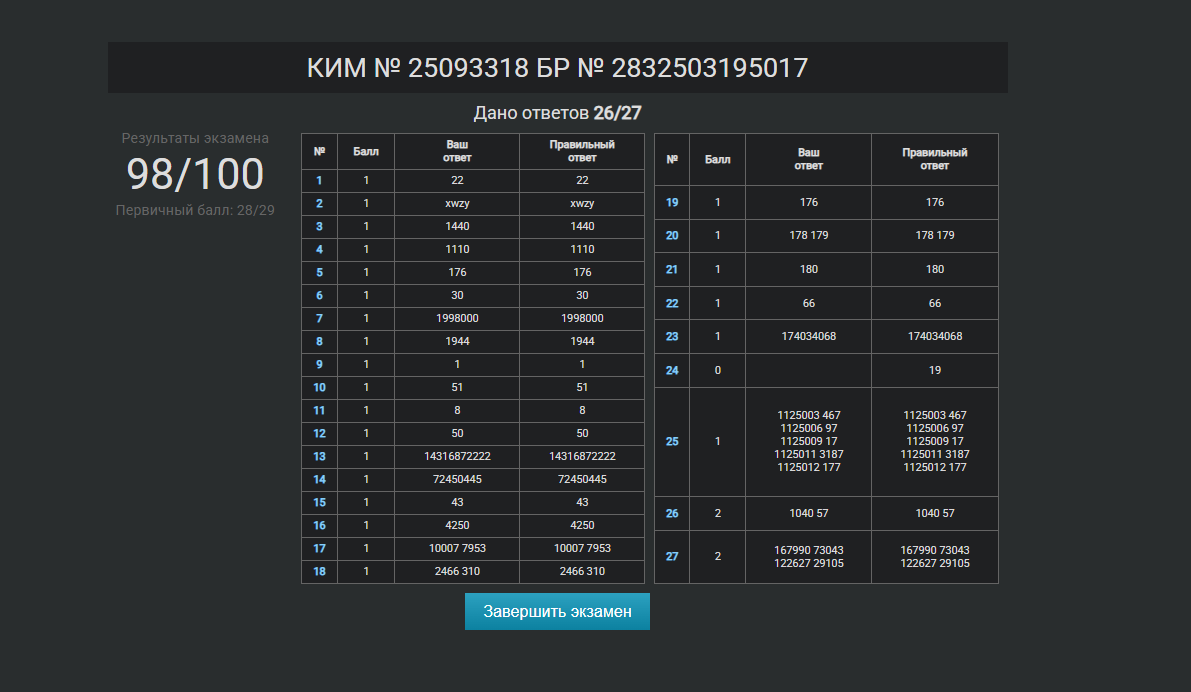 КИМ № 25093318 БР № 2832503195017
Дано ответов 26/27
Результаты экзамена
98/100
Первичный балл: 28/29
№ Балл Ваш ответ Правильный ответ
1 1 22 22
2 1 xwzy xwzy
3 1 1440 1440
4 1 1110 1110
5 1 176 176
6 1 30 30
7 1 1998000 1998000
8 1 1944 1944
9 1 1 1
10 1 51 51
11 1 8 8
12 1 50 50
13 1 14316872222 14316872222
14 1 72450445 72450445
15 1 43 43
16 1 4250 4250
17 1 10007 7953 10007 7953
18 1 2466 310 2466 310
№ Балл Ваш ответ Правильный ответ
19 1 176 176
20 1 178 179 178 179
21 1 180 180
22 1 66 66
23 1 174034068 174034068
24 0 19
25 1
1125003 467 1125003 467
1125006 97 1125006 97
1125009 17 1125009 17
1125011 3187 1125011 3187
1125012 177 1125012 177
26 2 1040 57 1040 57
27 2
167990 73043 167990 73043
122627 29105 122627 29105
Завершить экзамен